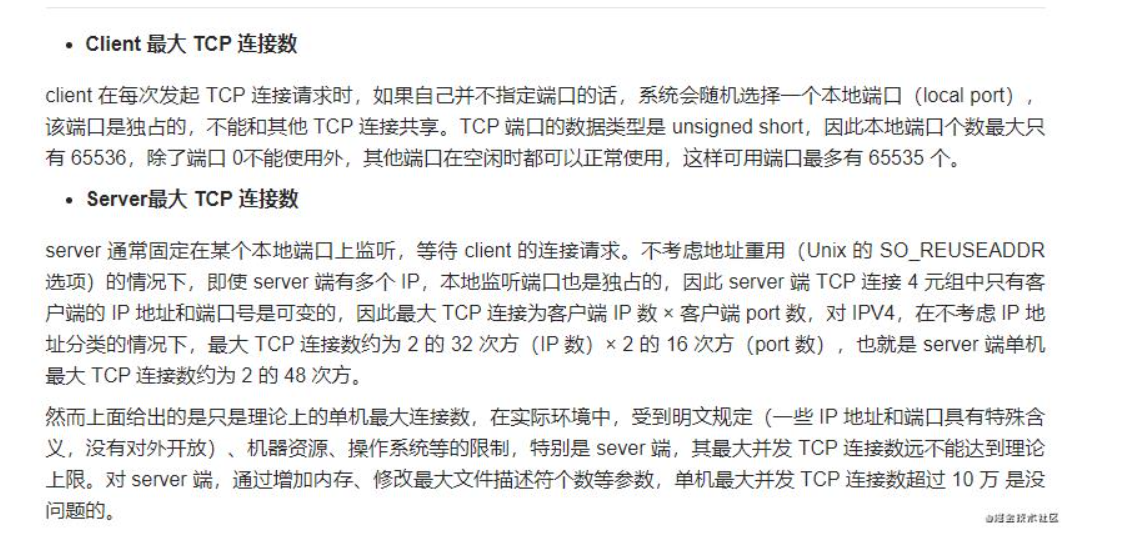 • Client 最大 TCP 连接数
client 在每次发起 TCP 连接请求时，如果自己并不指定端口的话，系统会随机选择一个本地端口（local port），
该端口是独占的，不能和其他 TCP 连接共享。TCP 端口的数据类型是 unsigned short，因此本地端口个数最大只
有 65536，除了端口 0不能使用外，其他端口在空闲时都可以正常使用，这样可用端口最多有 65535 个。
• Server最大 TCP 连接数
server 通常固定在某个本地端口上监听，等待 client 的连接请求。不考虑地址重用（Unix 的 SO_REUSEADDR
选项）的情况下，即使 server 端有多个 IP，本地监听端口也是独占的，因此 server 端 TCP 连接 4 元组中只有客
户端的 IP 地址和端口号是可变的，因此最大 TCP 连接为客户端 IP 数 × 客户端 port 数，对 IPV4，在不考虑 IP 地
址分类的情况下，最大 TCP 连接数约为 2 的 32 次方（IP 数）× 2 的 16 次方（port 数），也就是 server 端单机
最大 TCP 连接数约为 2 的 48 次方。
然而上面给出的是只是理论上的单机最大连接数，在实际环境中，受到明文规定（一些 IP 地址和端口具有特殊含
义，没有对外开放）、机器资源、操作系统等的限制，特别是 sever 端，其最大并发 TCP 连接数远不能达到理论
上限。对 server 端，通过增加内存、修改最大文件描述符个数等参数，单机最大并发 TCP 连接数超过 10 万 是没
问题的。
@掘金技术社区